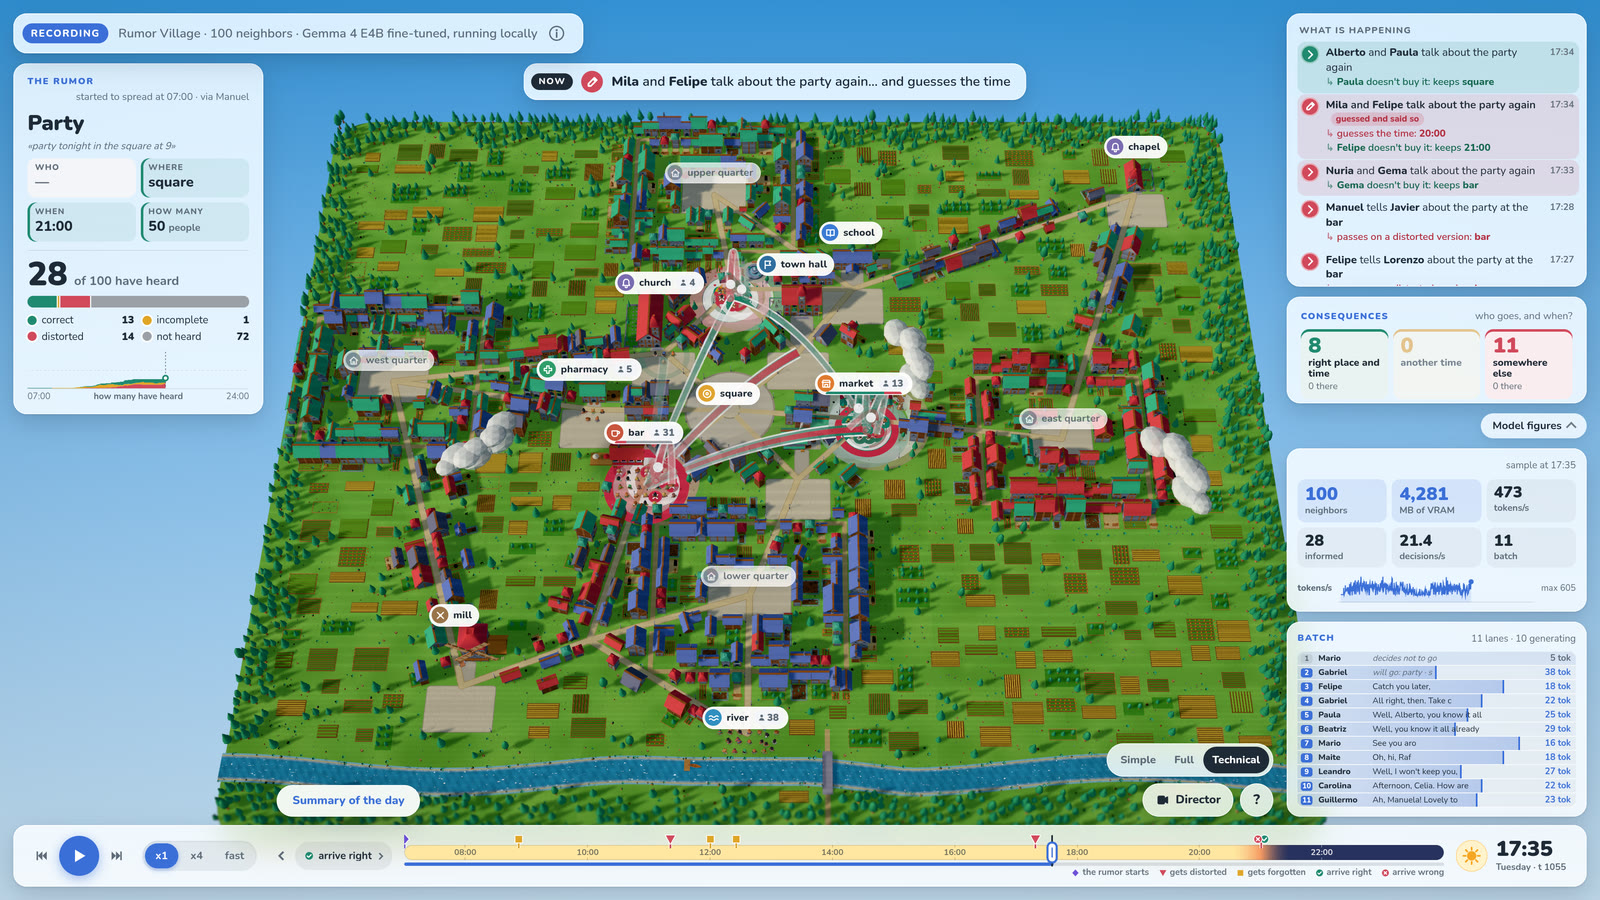 RECORDING
Rumor Village · 100 neighbors · Gemma 4 E4B fine-tuned, running locally
THE RUMOR
started to spread at 07:00 · via Manuel
Party
«party tonight in the square at 9»
WHO
—
WHERE
square
WHEN
21:00
HOW MANY
50 people
28 of 100 have heard
correct 13
incomplete 1
distorted 14
not heard 72
07:00 how many have heard 24:00
NOW Mila and Felipe talk about the party again... and guesses the time
upper quarter
chapel
school
town hall
church 4
west quarter
pharmacy 5
square
market 13
bar 31
east quarter
lower quarter
mill
river 38
WHAT IS HAPPENING
Alberto and Paula talk about the party again 17:34
↳ Paula doesn't buy it: keeps square
Mila and Felipe talk about the party again 17:34
guessed and said so
↳ guesses the time: 20:00
↳ Felipe doesn't buy it: keeps 21:00
Nuria and Gema talk about the party again 17:33
↳ Gema doesn't buy it: keeps bar
Manuel tells Javier about the party at the bar 17:28
↳ passes on a distorted version: bar
Felipe tells Lorenzo about the party at the bar 17:27
CONSEQUENCES who goes, and when?
8
right place and time
0 there
0
another time
11
somewhere else
0 there
Model figures
sample at 17:35
100
neighbors
4,281
MB of VRAM
473
tokens/s
28
informed
21.4
decisions/s
11
batch
tokens/s max 605
BATCH 11 lanes · 10 generating
1 Mario decides not to go 5 tok
2 Gabriel will go: party · s 38 tok
3 Felipe Catch you later, 18 tok
4 Gabriel All right, then. Take c 22 tok
5 Paula Well, Alberto, you know it all 25 tok
6 Beatriz Well, you know it all already 29 tok
7 Mario See you aro 16 tok
8 Maite Oh, hi, Raf 18 tok
9 Leandro Well, I won't keep you, 27 tok
10 Carolina Afternoon, Celia. How are 22 tok
11 Guillermo Ah, Manuela! Lovely to 23 tok
Simple Full Technical
Summary of the day
Director
?
x1 x4 fast
arrive right
08:00 10:00 12:00 14:00 16:00 18:00 20:00 22:00
the rumor starts gets distorted gets forgotten arrive right arrive wrong
17:35
Tuesday · t 1055